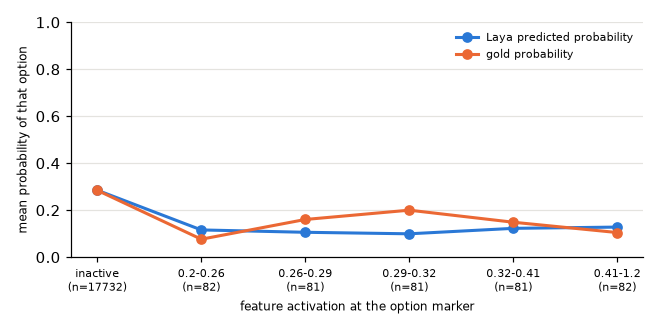 1.0
0.8
0.6
0.4
0.2
0.0
mean probability of that option
Laya predicted probability
gold probability
inactive
(n=17732)
0.2-0.26
(n=82)
0.26-0.29
(n=81)
0.29-0.32
(n=81)
0.32-0.41
(n=81)
0.41-1.2
(n=82)
feature activation at the option marker